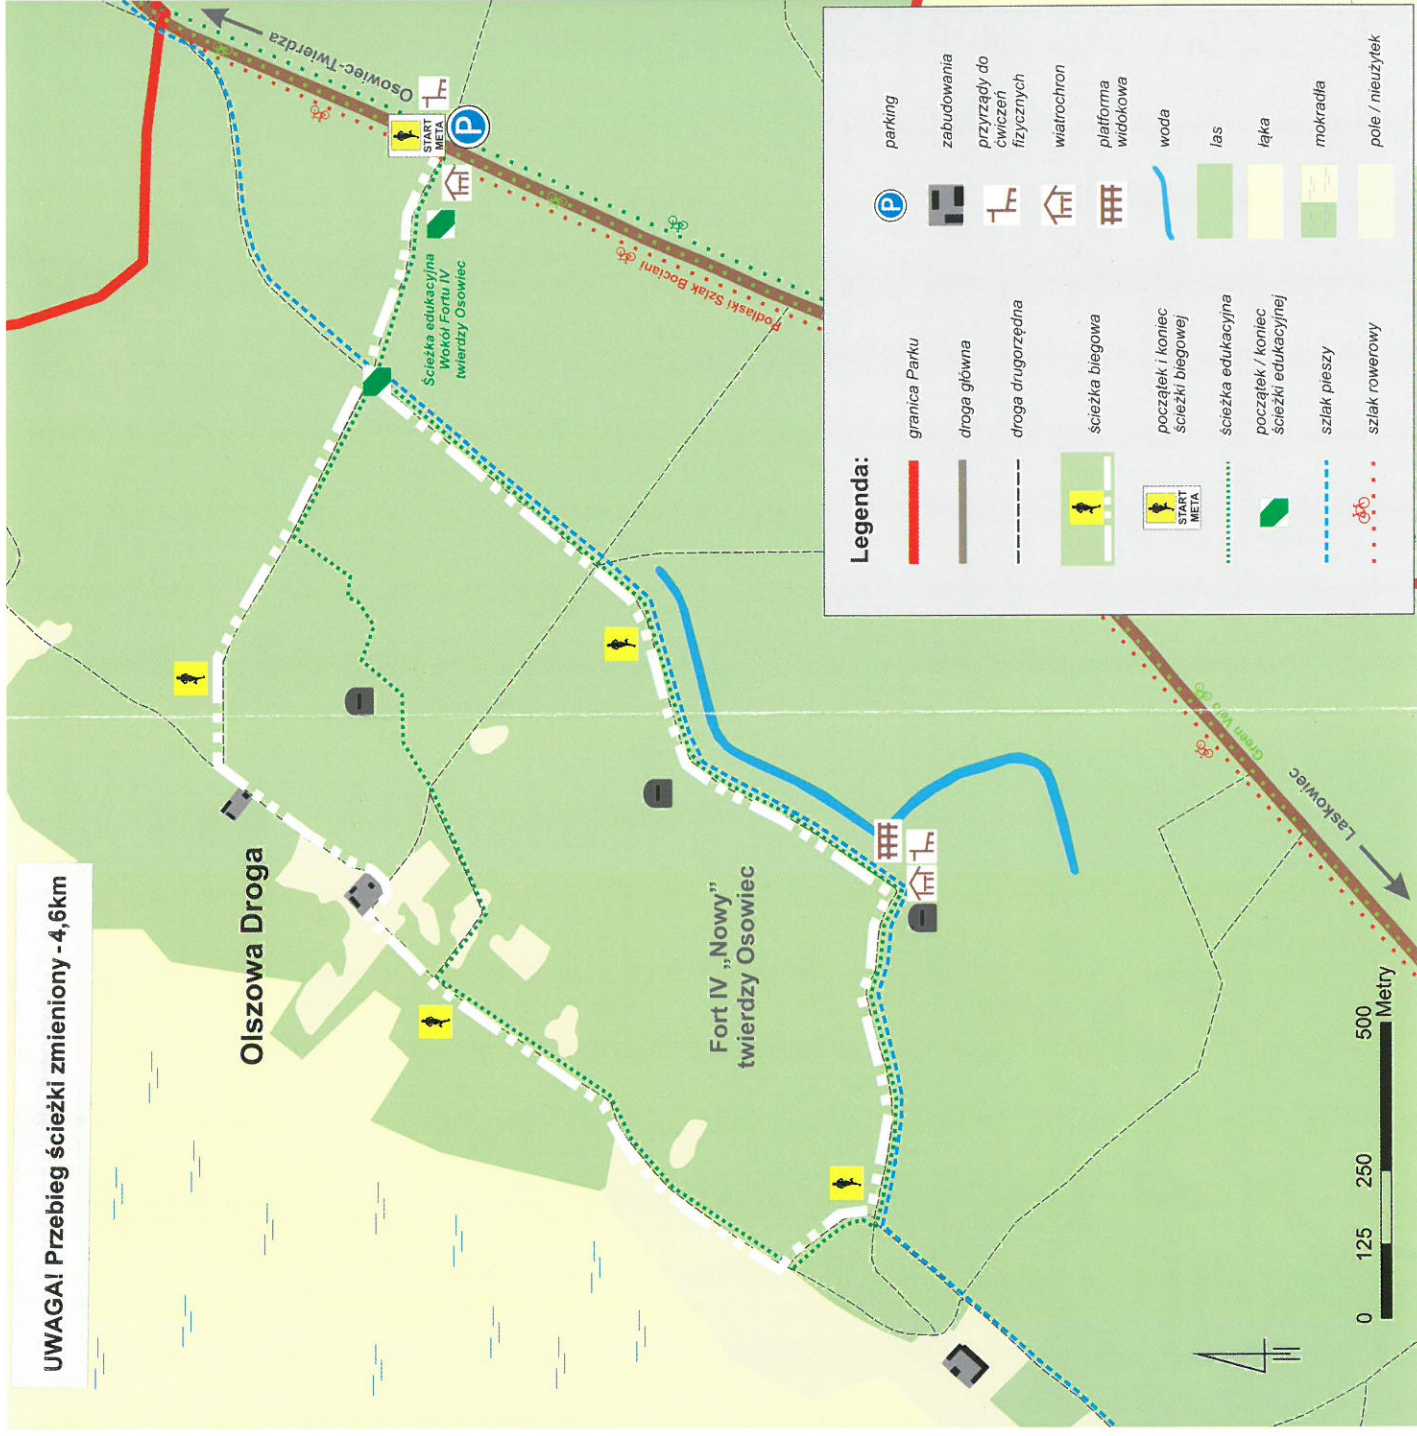 UWAGA! Przebieg ścieżki zmieniony - 4,6km
Osowiec-Twierdza
START
META
P
Ścieżka edukacyjna
Wokół Fortu IV
twierdzy Osowiec
Podlaski Szlak Bociani
Olszowa Droga
Fort IV „Nowy”
twierdzy Osowiec
Green Velo
Laskowiec
0 125 250 500
Metry
Legenda:
granica Parku
droga główna
droga drugorzędna
ścieżka biegowa
START
META
początek i koniec
ścieżki biegowej
ścieżka edukacyjna
początek / koniec
ścieżki edukacyjnej
szlak pieszy
szlak rowerowy
P
parking
zabudowania
przyrządy do
ćwiczeń
fizycznych
wiatrochron
platforma
widokowa
woda
las
łąka
mokradła
pole / nieużytek